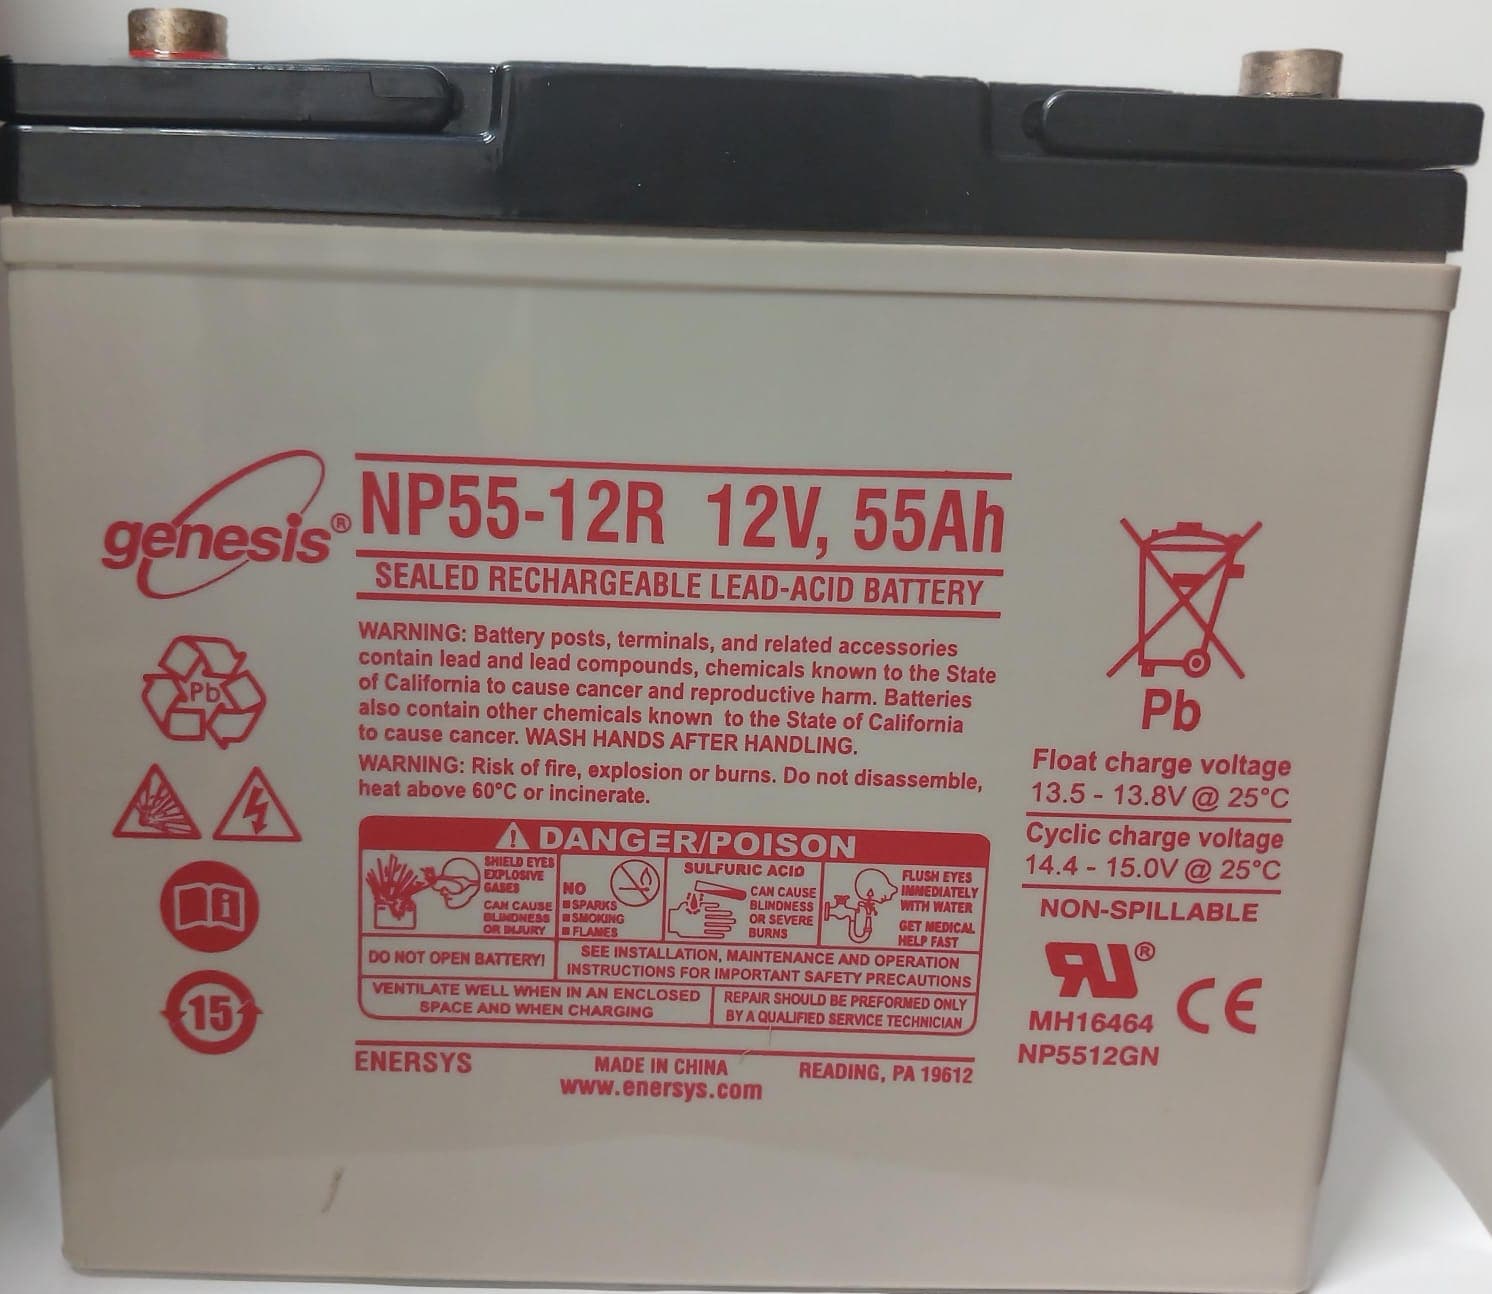 genesis®
NP55-12R 12V, 55Ah
SEALED RECHARGEABLE LEAD-ACID BATTERY
WARNING: Battery posts, terminals, and related accessories
contain lead and lead compounds, chemicals known to the State
of California to cause cancer and reproductive harm. Batteries
also contain other chemicals known to the State of California
to cause cancer. WASH HANDS AFTER HANDLING.
WARNING: Risk of fire, explosion or burns. Do not disassemble,
heat above 60°C or incinerate.
Pb
15
DANGER/POISON
SHIELD EYES
EXPLOSIVE
GASES
CAN CAUSE
BLINDNESS
OR INJURY
NO
SPARKS
SMOKING
FLAMES
SULFURIC ACID
CAN CAUSE
BLINDNESS
OR SEVERE
BURNS
FLUSH EYES
IMMEDIATELY
WITH WATER
GET MEDICAL
HELP FAST
DO NOT OPEN BATTERY!
SEE INSTALLATION, MAINTENANCE AND OPERATION
INSTRUCTIONS FOR IMPORTANT SAFETY PRECAUTIONS
VENTILATE WELL WHEN IN AN ENCLOSED
SPACE AND WHEN CHARGING
REPAIR SHOULD BE PREFORMED ONLY
BY A QUALIFIED SERVICE TECHNICIAN
ENERSYS
MADE IN CHINA
www.enersys.com
READING, PA 19612
Pb
Float charge voltage
13.5 - 13.8V @ 25°C
Cyclic charge voltage
14.4 - 15.0V @ 25°C
NON-SPILLABLE
RU® CE
MH16464
NP5512GN